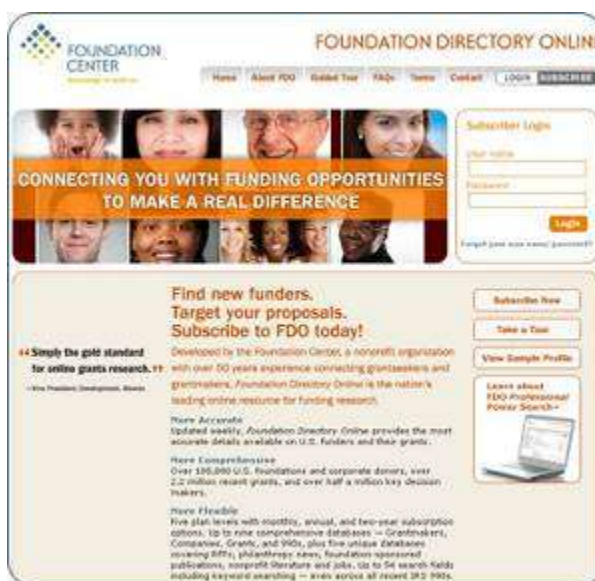 FOUNDATION
CENTER
FOUNDATION DIRECTORY ONLINE
Home About FDO Guided Tour FAQs Terms Contact LOGIN SUBSCRIBE
CONNECTING YOU WITH FUNDING OPPORTUNITIES
TO MAKE A REAL DIFFERENCE
Subscriber Login
User name
Password
Login
Forgot your user name/password?
Find new funders.
Target your proposals.
Subscribe to FDO today!
“Simply the gold standard
for online grants research.”
—Vice President, Development,
Developed by the Foundation Center, a nonprofit organization
with over 50 years experience connecting grantseekers and
grantmakers, Foundation Directory Online is the nation's
leading online resource for funding research.
More Accurate
Updated weekly, Foundation Directory Online provides the most
accurate details available on U.S. funders and their grants.
More Comprehensive
Over 100,000 U.S. foundations and corporate donors, over
2.2 million recent grants, and over half a million key decision
makers.
More Flexible
Five plan levels with monthly, annual, and two-year subscription
options. Up to nine comprehensive databases — Grantmakers,
Companies, Grants, and 990s, plus five unique databases
covering RFPs, philanthropy news, foundation-sponsored
publications, nonprofit literature and jobs. Up to 54 search fields
including keyword searching — even across all recent IRS 990s.
Subscribe Now
Take a Tour
View Sample Profile
Learn about
FDO Professional
Power Search